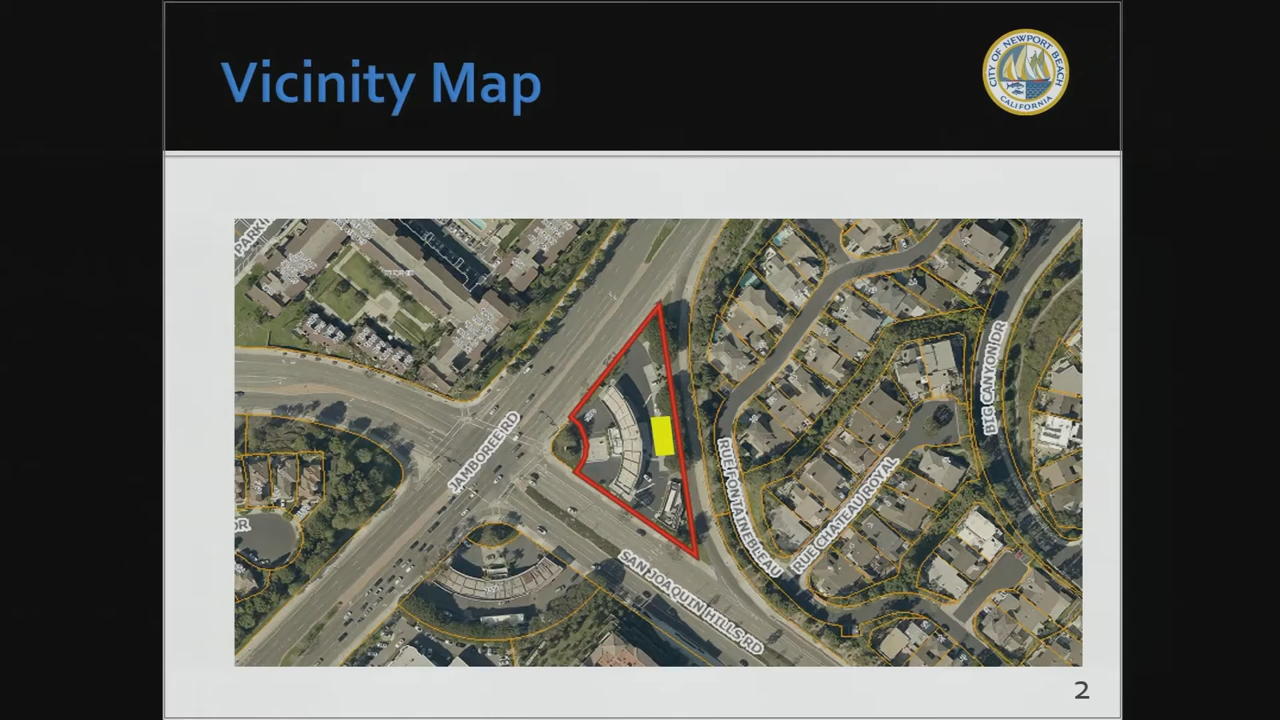 Vicinity Map
CITY OF NEWPORT BEACH
CALIFORNIA
JAMBOREE RD
SAN JOAQUIN HILLS RD
RUE FONTAINEBLEAU
RUE CHATEAU ROYAL
BIG CANYON DR
DR
2